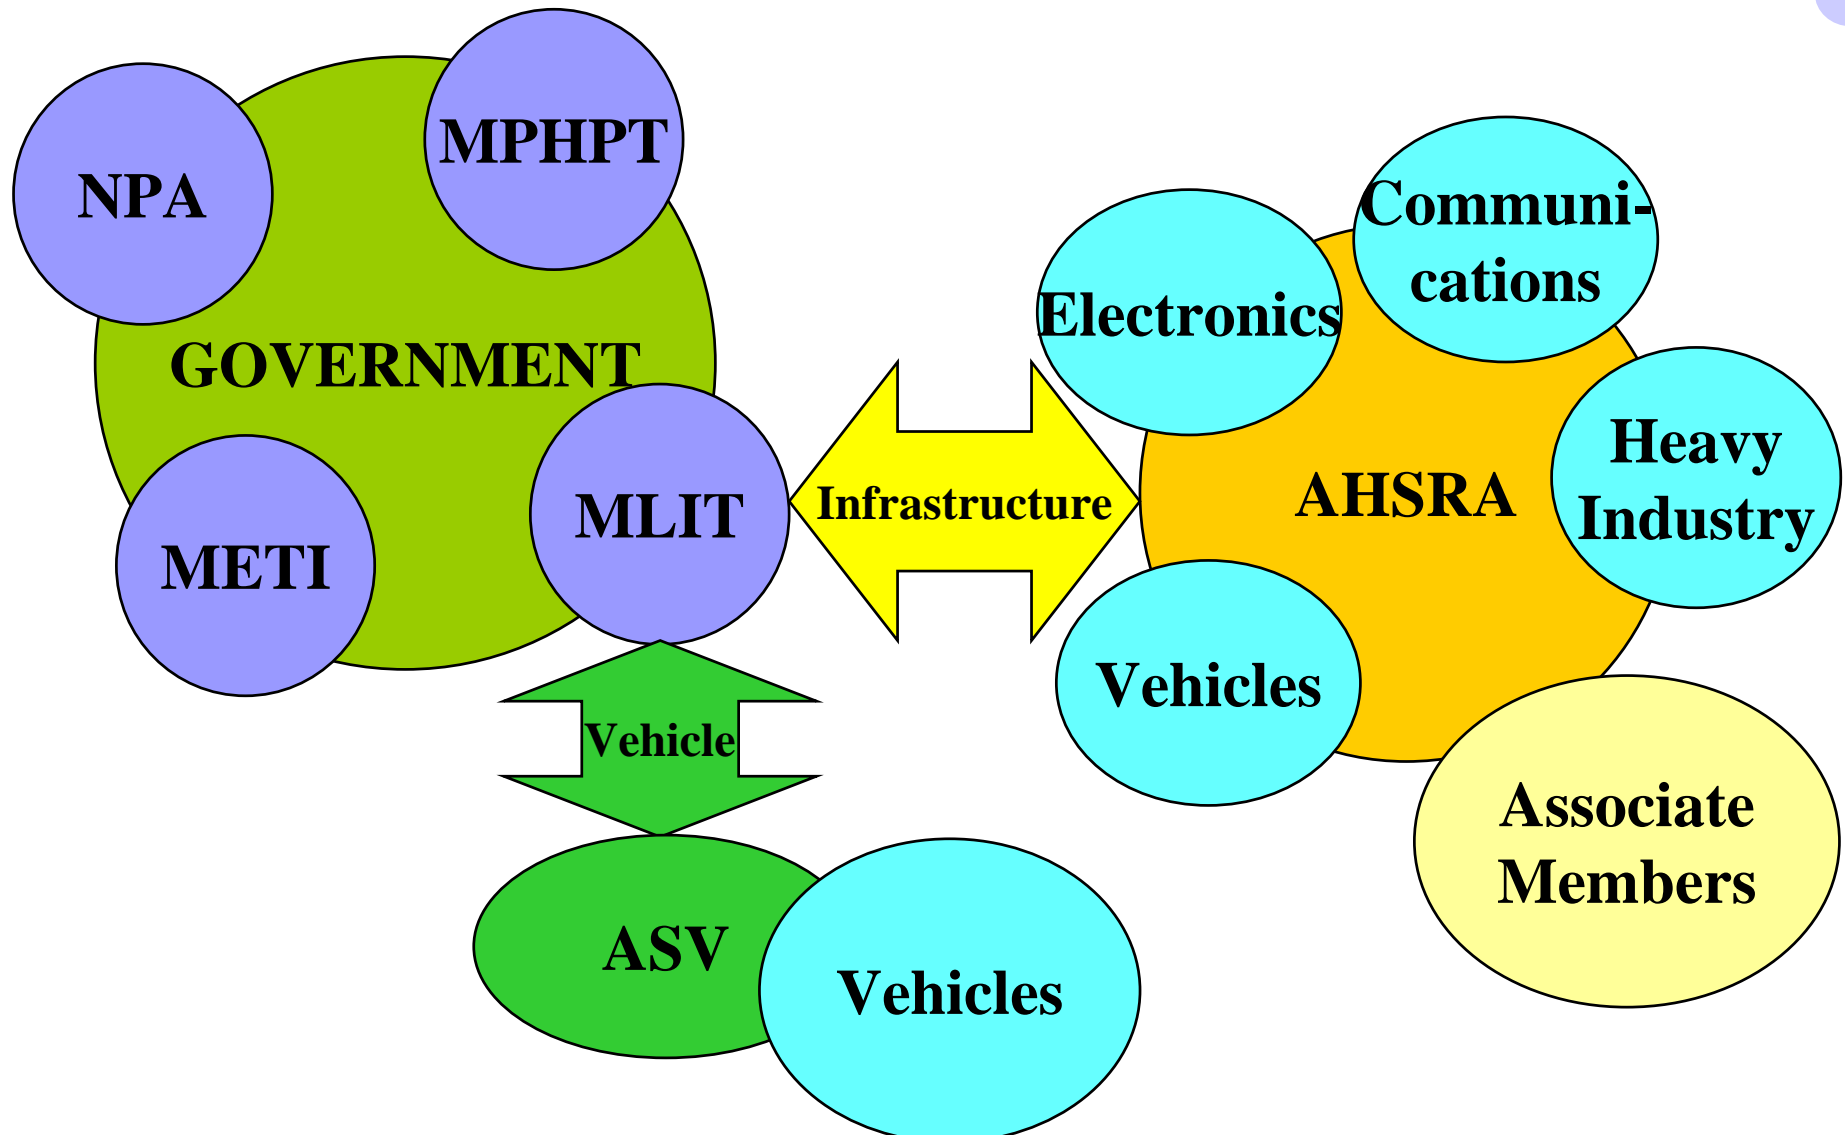 MPHPT
NPA
GOVERNMENT
METI
MLIT
Infrastructure
Vehicle
ASV
Vehicles
Communi-
cations
Electronics
Heavy
Industry
AHSRA
Vehicles
Associate
Members